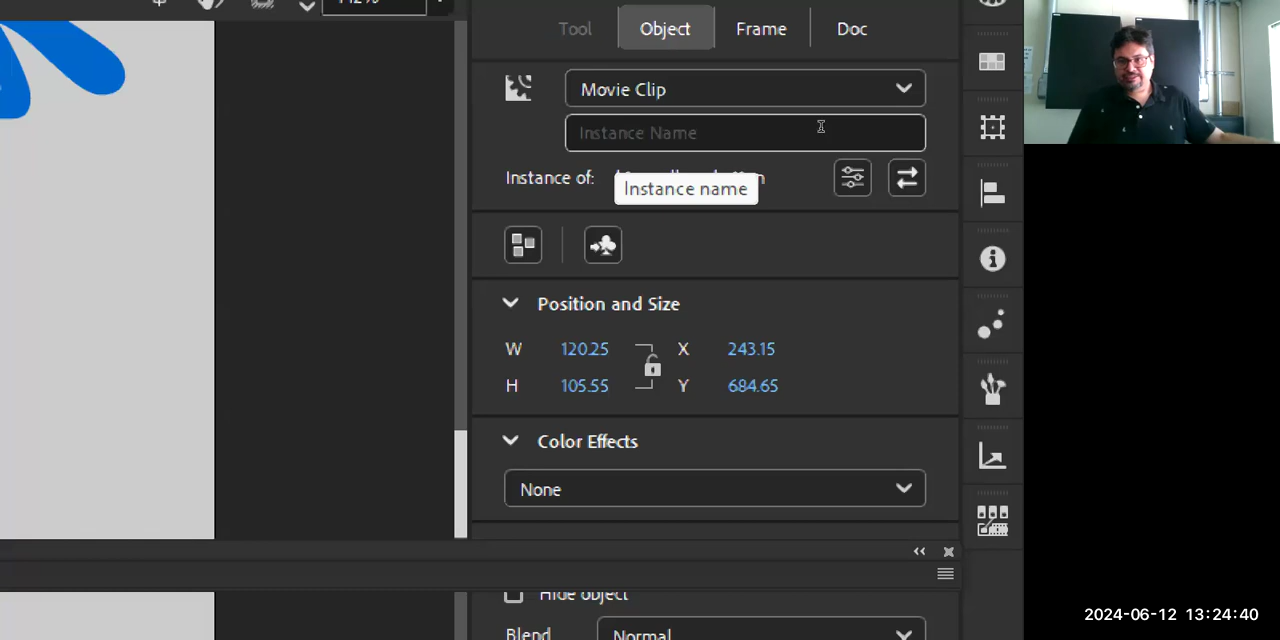 Tool Object Frame Doc
Movie Clip
Instance Name
Instance of:
Instance name
Position and Size
W 120.25 X 243.15
H 105.55 Y 684.65
Color Effects
None
Hide object
Blend Normal
2024-06-12 13:24:40